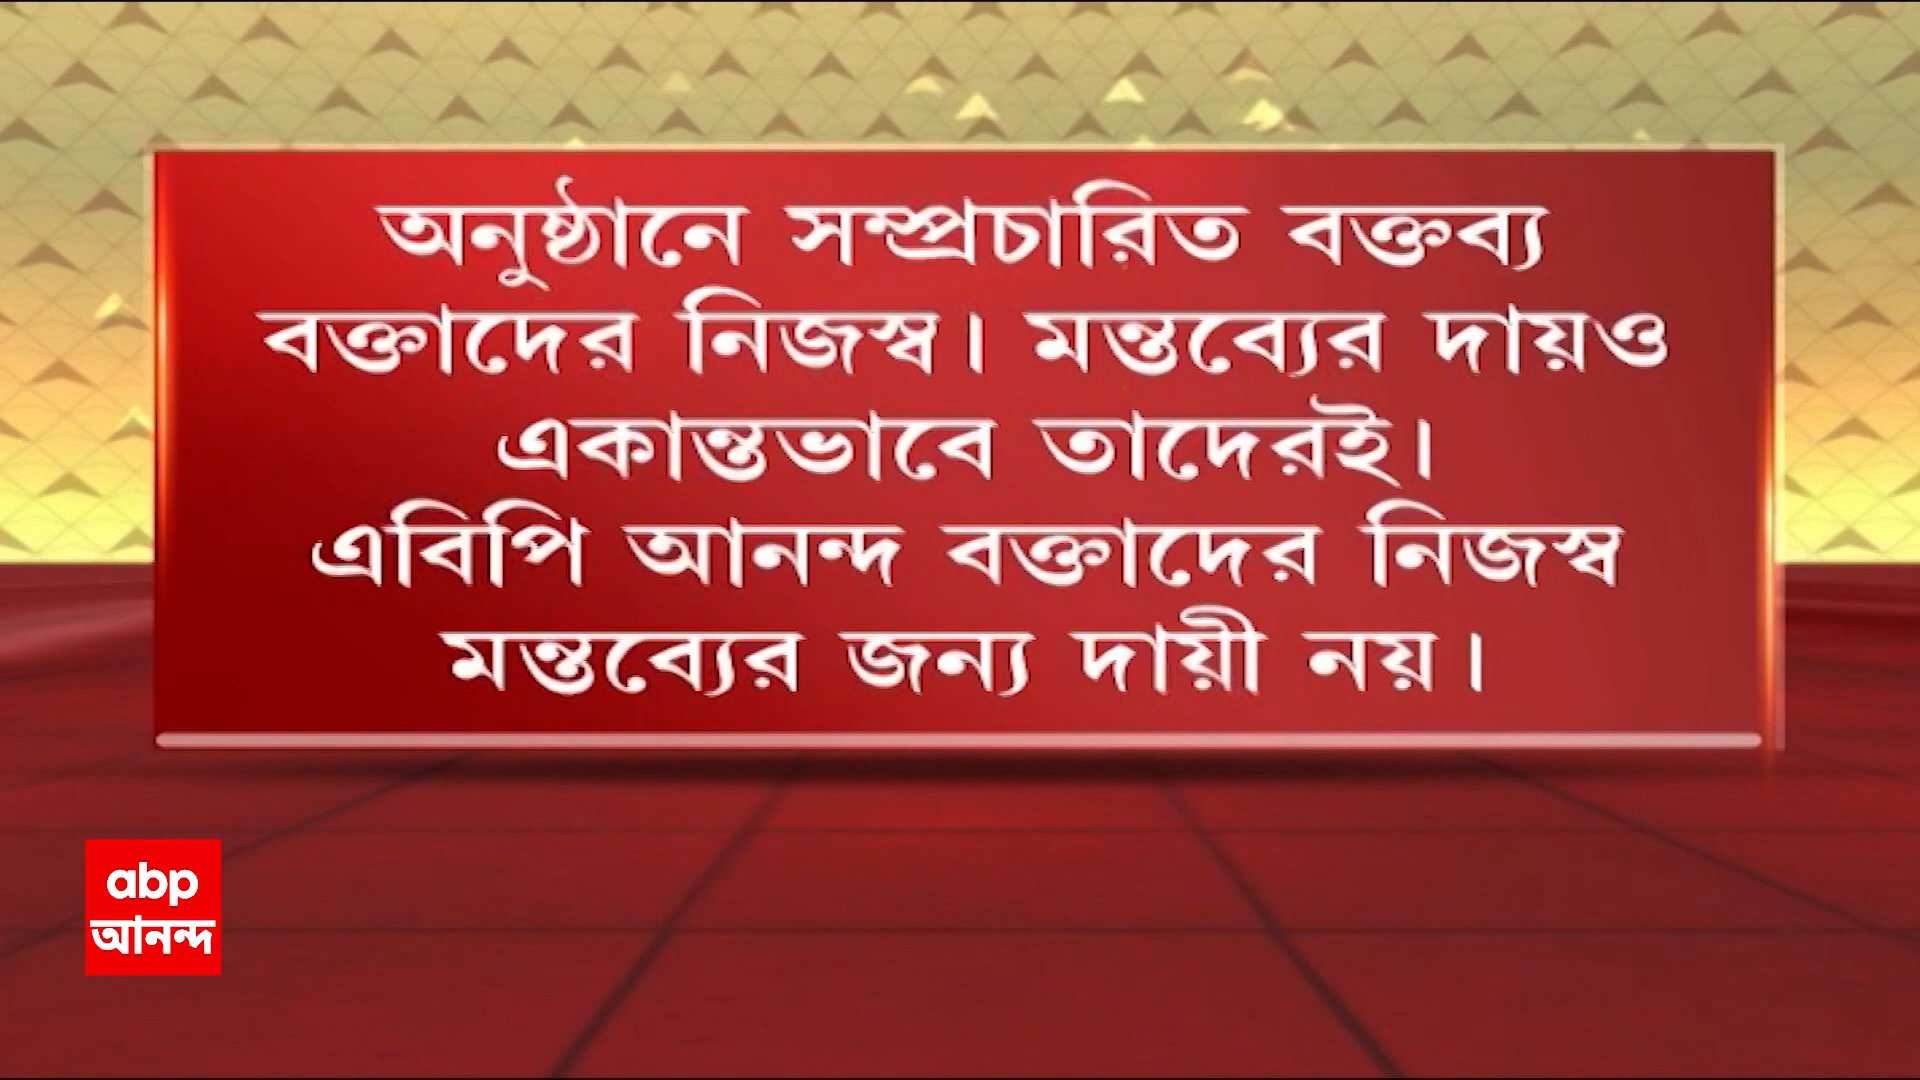 অনুষ্ঠানে সম্প্রচারিত বক্তব্য
বক্তাদের নিজস্ব। মন্তব্যের দায়ও
একান্তভাবে তাদেরই।
এবিপি আনন্দ বক্তাদের নিজস্ব
মন্তব্যের জন্য দায়ী নয়।
abp
আনন্দ